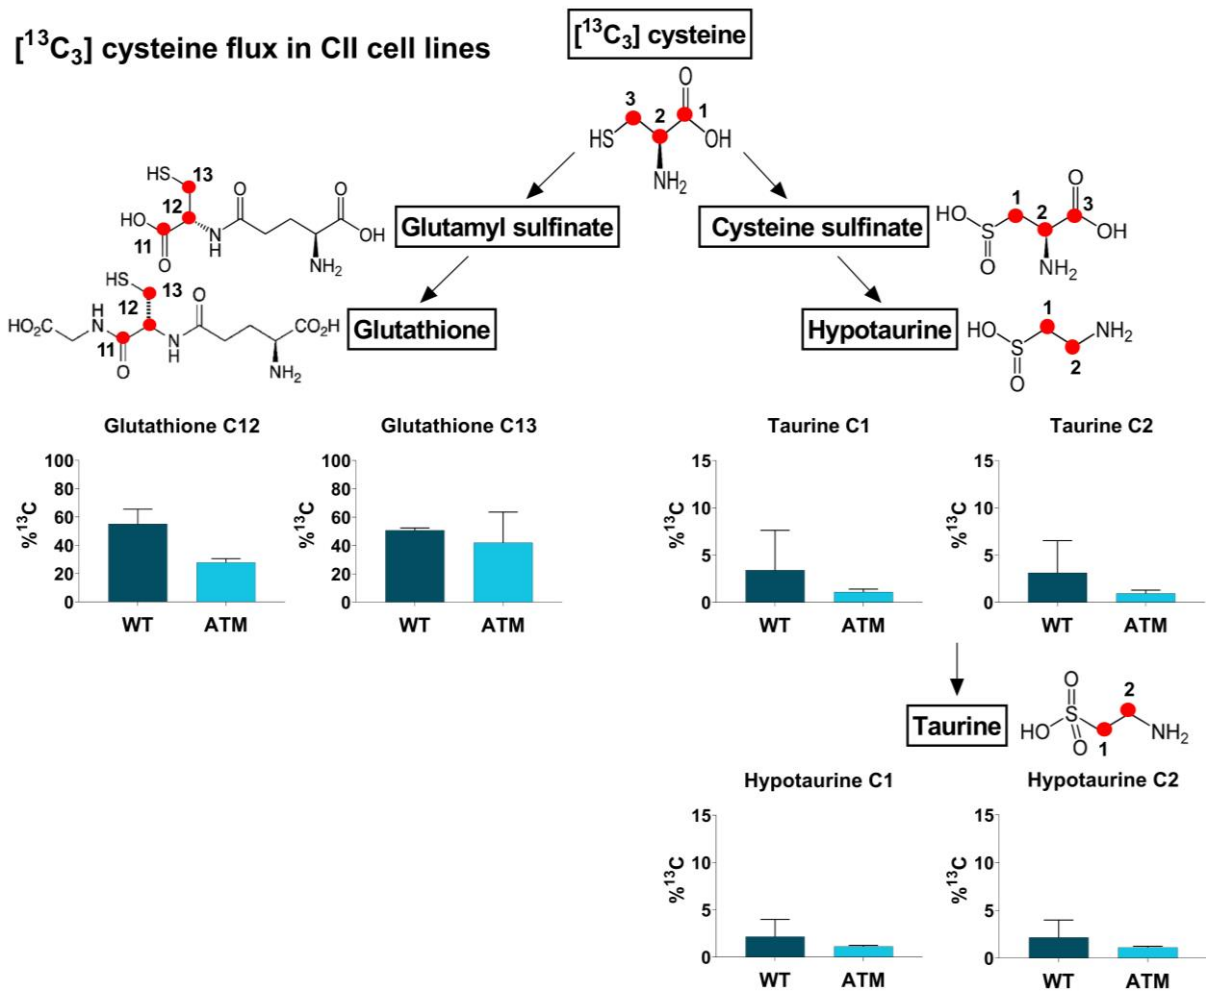 [¹³C₃] cysteine flux in CII cell lines
[¹³C₃] cysteine
O
3
2
1
HS
OH
NH₂
HS
13
12
HO
11
O
N
H
O
O
OH
NH₂
Glutamyl sulfinate
Cysteine sulfinate
HO
S
O
1
2
O
3
OH
NH₂
HS
13
12
HO₂C
H
N
11
O
N
H
O
CO₂H
NH₂
Glutathione
Hypotaurine
HO
S
O
1
2
NH₂
Glutathione C12
%¹³C
100
80
60
40
20
0
WT ATM
Glutathione C13
%¹³C
100
80
60
40
20
0
WT ATM
Taurine C1
%¹³C
15
10
5
0
WT ATM
Taurine C2
%¹³C
15
10
5
0
WT ATM
Taurine
O
S
HO
O
1
2
NH₂
Hypotaurine C1
%¹³C
15
10
5
0
WT ATM
Hypotaurine C2
%¹³C
15
10
5
0
WT ATM